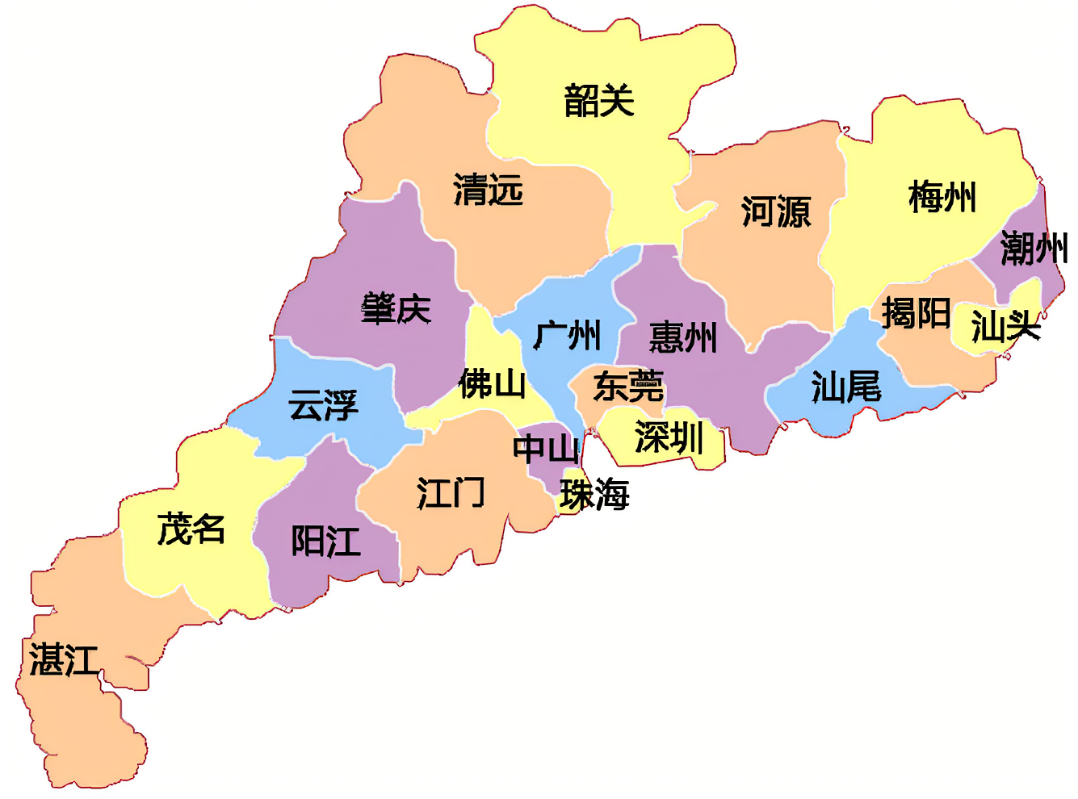 韶关
清远
河源
梅州
潮州
肇庆
广州
惠州
揭阳
汕头
云浮
佛山
东莞
汕尾
深圳
中山
江门
珠海
茂名
阳江
湛江